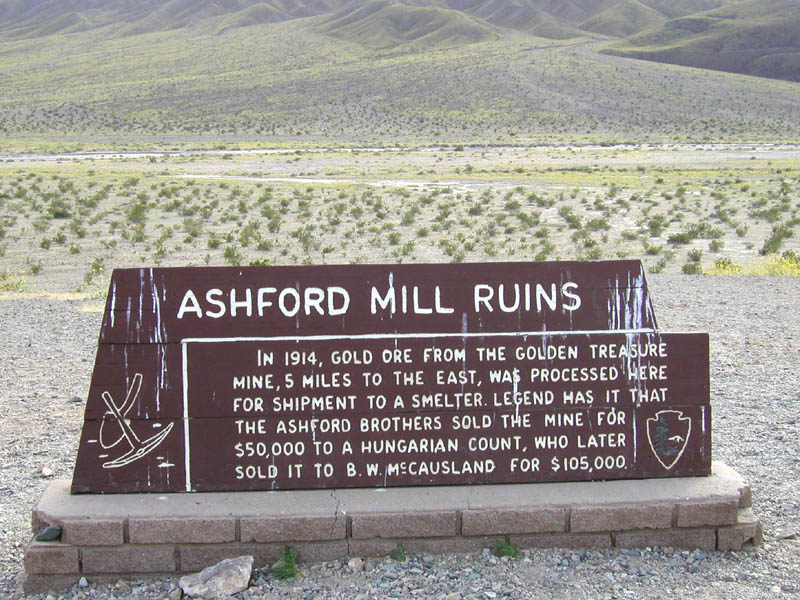 ASHFORD MILL RUINS
IN 1914, GOLD ORE FROM THE GOLDEN TREASURE
MINE, 5 MILES TO THE EAST, WAS PROCESSED HERE
FOR SHIPMENT TO A SMELTER. LEGEND HAS IT THAT
THE ASHFORD BROTHERS SOLD THE MINE FOR
$50,000 TO A HUNGARIAN COUNT, WHO LATER
SOLD IT TO B. W. McCAUSLAND FOR $105,000.